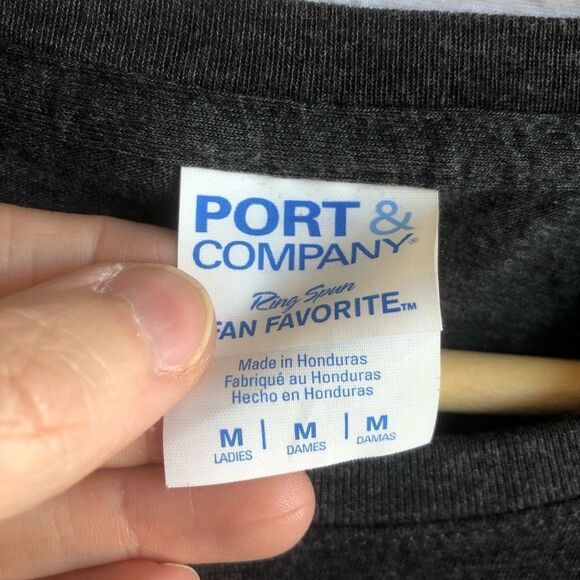 PORT &
COMPANY®
Ring Spun
FAN FAVORITE™
Made in Honduras
Fabriqué au Honduras
Hecho en Honduras
M | M | M
LADIES DAMES DAMAS